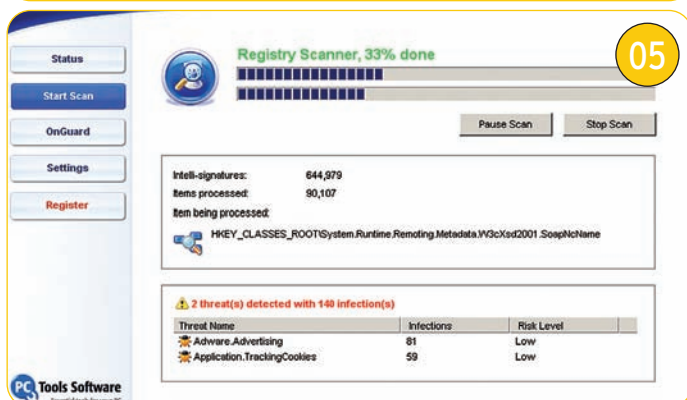 05
Status
Start Scan
OnGuard
Settings
Register
Registry Scanner, 33% done
Pause Scan Stop Scan
Intelli-signatures: 644,979
Items processed: 90,107
Item being processed:
HKEY_CLASSES_ROOT\System.Runtime.Remoting.Metadata.W3cXsd2001.SoapNcName
2 threat(s) detected with 140 infection(s)
Threat Name Infections Risk Level
Adware.Advertising 81 Low
Application.TrackingCookies 59 Low
PC Tools Software